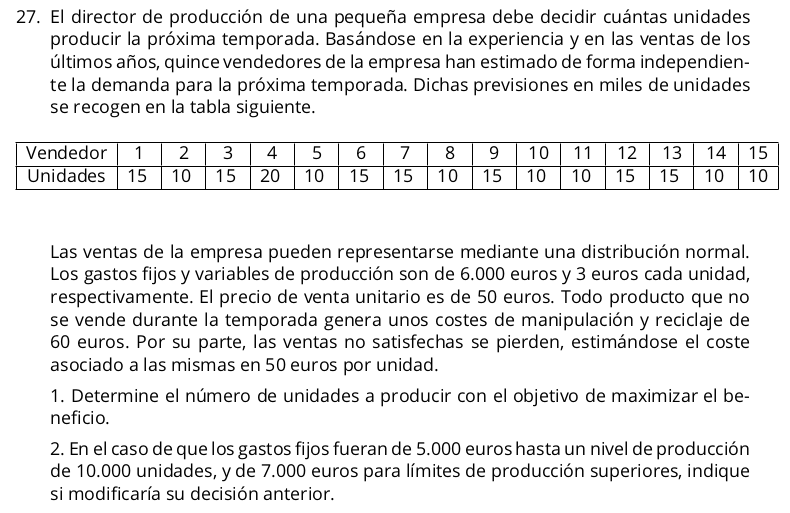 27. El director de producción de una pequeña empresa debe decidir cuántas unidades
producir la próxima temporada. Basándose en la experiencia y en las ventas de los
últimos años, quince vendedores de la empresa han estimado de forma independien-
te la demanda para la próxima temporada. Dichas previsiones en miles de unidades
se recogen en la tabla siguiente.
Vendedor 1 2 3 4 5 6 7 8 9 10 11 12 13 14 15
Unidades 15 10 15 20 10 15 15 10 15 10 10 15 15 10 10
Las ventas de la empresa pueden representarse mediante una distribución normal.
Los gastos fijos y variables de producción son de 6.000 euros y 3 euros cada unidad,
respectivamente. El precio de venta unitario es de 50 euros. Todo producto que no
se vende durante la temporada genera unos costes de manipulación y reciclaje de
60 euros. Por su parte, las ventas no satisfechas se pierden, estimándose el coste
asociado a las mismas en 50 euros por unidad.
1. Determine el número de unidades a producir con el objetivo de maximizar el be-
neficio.
2. En el caso de que los gastos fijos fueran de 5.000 euros hasta un nivel de producción
de 10.000 unidades, y de 7.000 euros para límites de producción superiores, indique
si modificaría su decisión anterior.